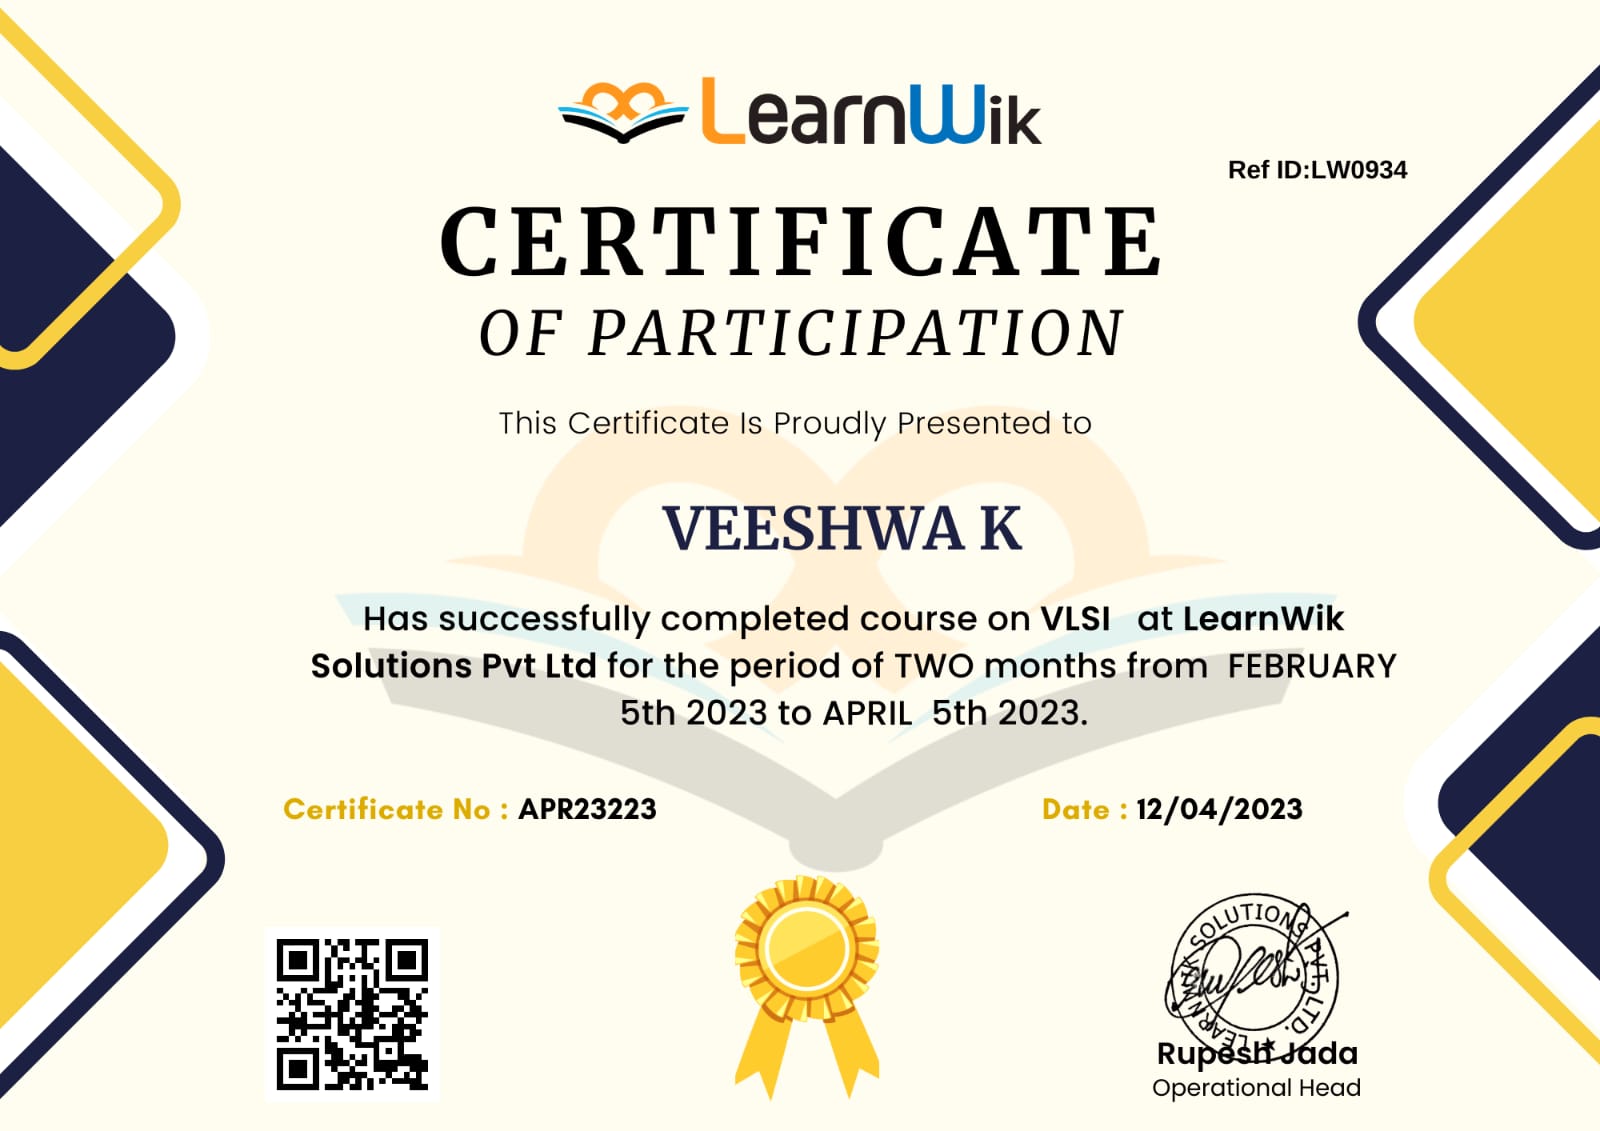 LearnWik
Ref ID:LW0934
CERTIFICATE
OF PARTICIPATION
This Certificate Is Proudly Presented to
VEESHWA K
Has successfully completed course on VLSI at LearnWik
Solutions Pvt Ltd for the period of TWO months from FEBRUARY
5th 2023 to APRIL 5th 2023.
Certificate No : APR23223
Date : 12/04/2023
LEARNWIK SOLUTIONS PVT. LTD.
Rupesh Jada
Operational Head